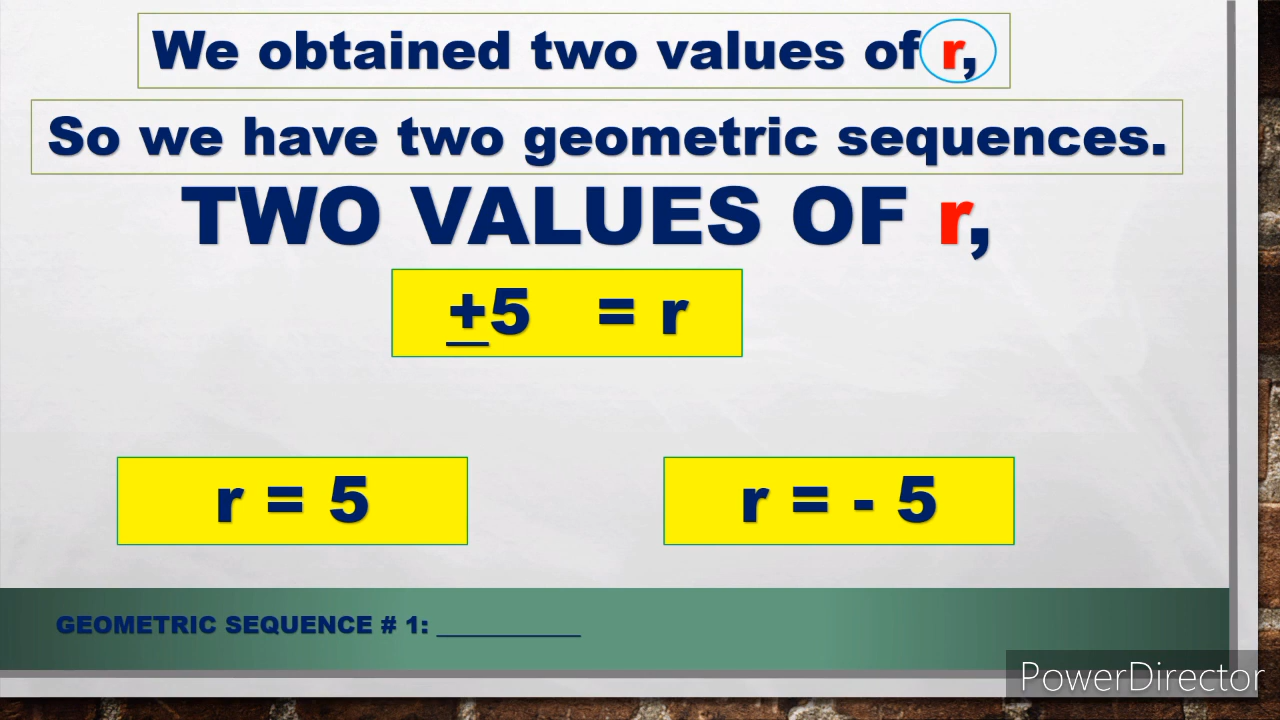 We obtained two values of r,
So we have two geometric sequences.
TWO VALUES OF r,
±5 = r
r = 5
r = - 5
GEOMETRIC SEQUENCE # 1: ___________
PowerDirector